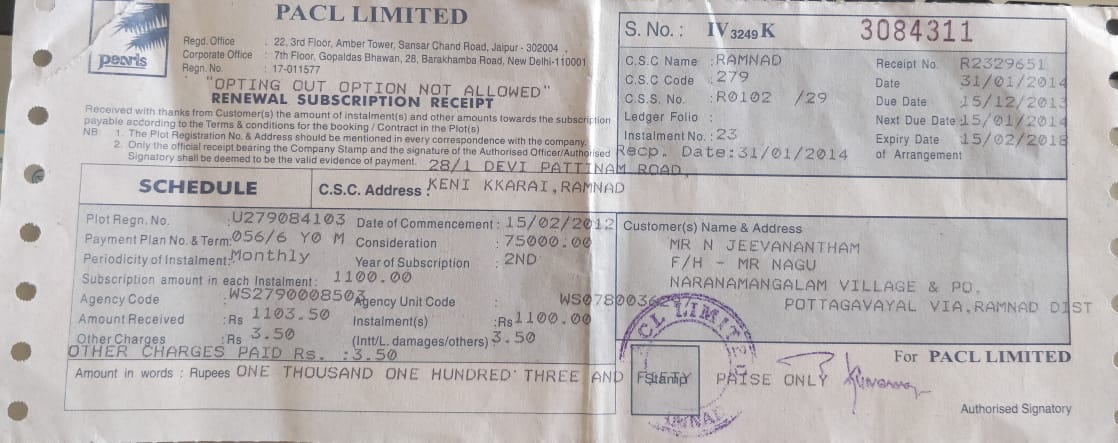 PACL LIMITED
pearls
Regd. Office : 22, 3rd Floor, Amber Tower, Sansar Chand Road, Jaipur - 302004
Corporate Office : 7th Floor, Gopaldas Bhawan, 28, Barakhamba Road, New Delhi-110001
Regn. No. : 17-011577
"OPTING OUT OPTION NOT ALLOWED"
RENEWAL SUBSCRIPTION RECEIPT
Received with thanks from Customer(s) the amount of instalment(s) and other amounts towards the subscription
payable according to the Terms & conditions for the booking / Contract in the Plot(s)
NB: 1. The Plot Registration No. & Address should be mentioned in every correspondence with the company.
2. Only the official receipt bearing the Company Stamp and the signature of the Authorised Officer/Authorised
Signatory shall be deemed to be the valid evidence of payment.
S. No.: IV 3249 K 3084311
C.S.C Name :RAMNAD
C.S.C Code :279
C.S.S. No. :R0102 /29
Ledger Folio :
Instalment No. : 23
Recp. Date:31/01/2014
Receipt No. R2329651
Date 31/01/2014
Due Date :15/12/2013
Next Due Date :15/01/2014
Expiry Date 15/02/2018
of Arrangement
SCHEDULE
C.S.C. Address :
28/1 DEVI PATTINAM ROAD,
KENI KKARAI,RAMNAD
Plot Regn. No. :U279084103 Date of Commencement : 15/02/2012
Payment Plan No. & Term:056/6 Y0 M Consideration :75000.00
Periodicity of Instalment:Monthly Year of Subscription :2ND
Subscription amount in each Instalment : 1100.00
Agency Code :WS2790008503 Agency Unit Code :
Amount Received :Rs 1103.50 Instalment(s) :Rs 1100.00
Other Charges :Rs 3.50 (Intt/L. damages/others) 3.50
OTHER CHARGES PAID Rs. :3.50
Amount in words : Rupees ONE THOUSAND ONE HUNDRED THREE AND FIFTY PAISE ONLY
Customer(s) Name & Address
MR N JEEVANANTHAM
F/H - MR NAGU
NARANAMANGALAM VILLAGE & PO.
POTTAGAVAYAL VIA,RAMNAD DIST
Stamp
For PACL LIMITED
Authorised Signatory